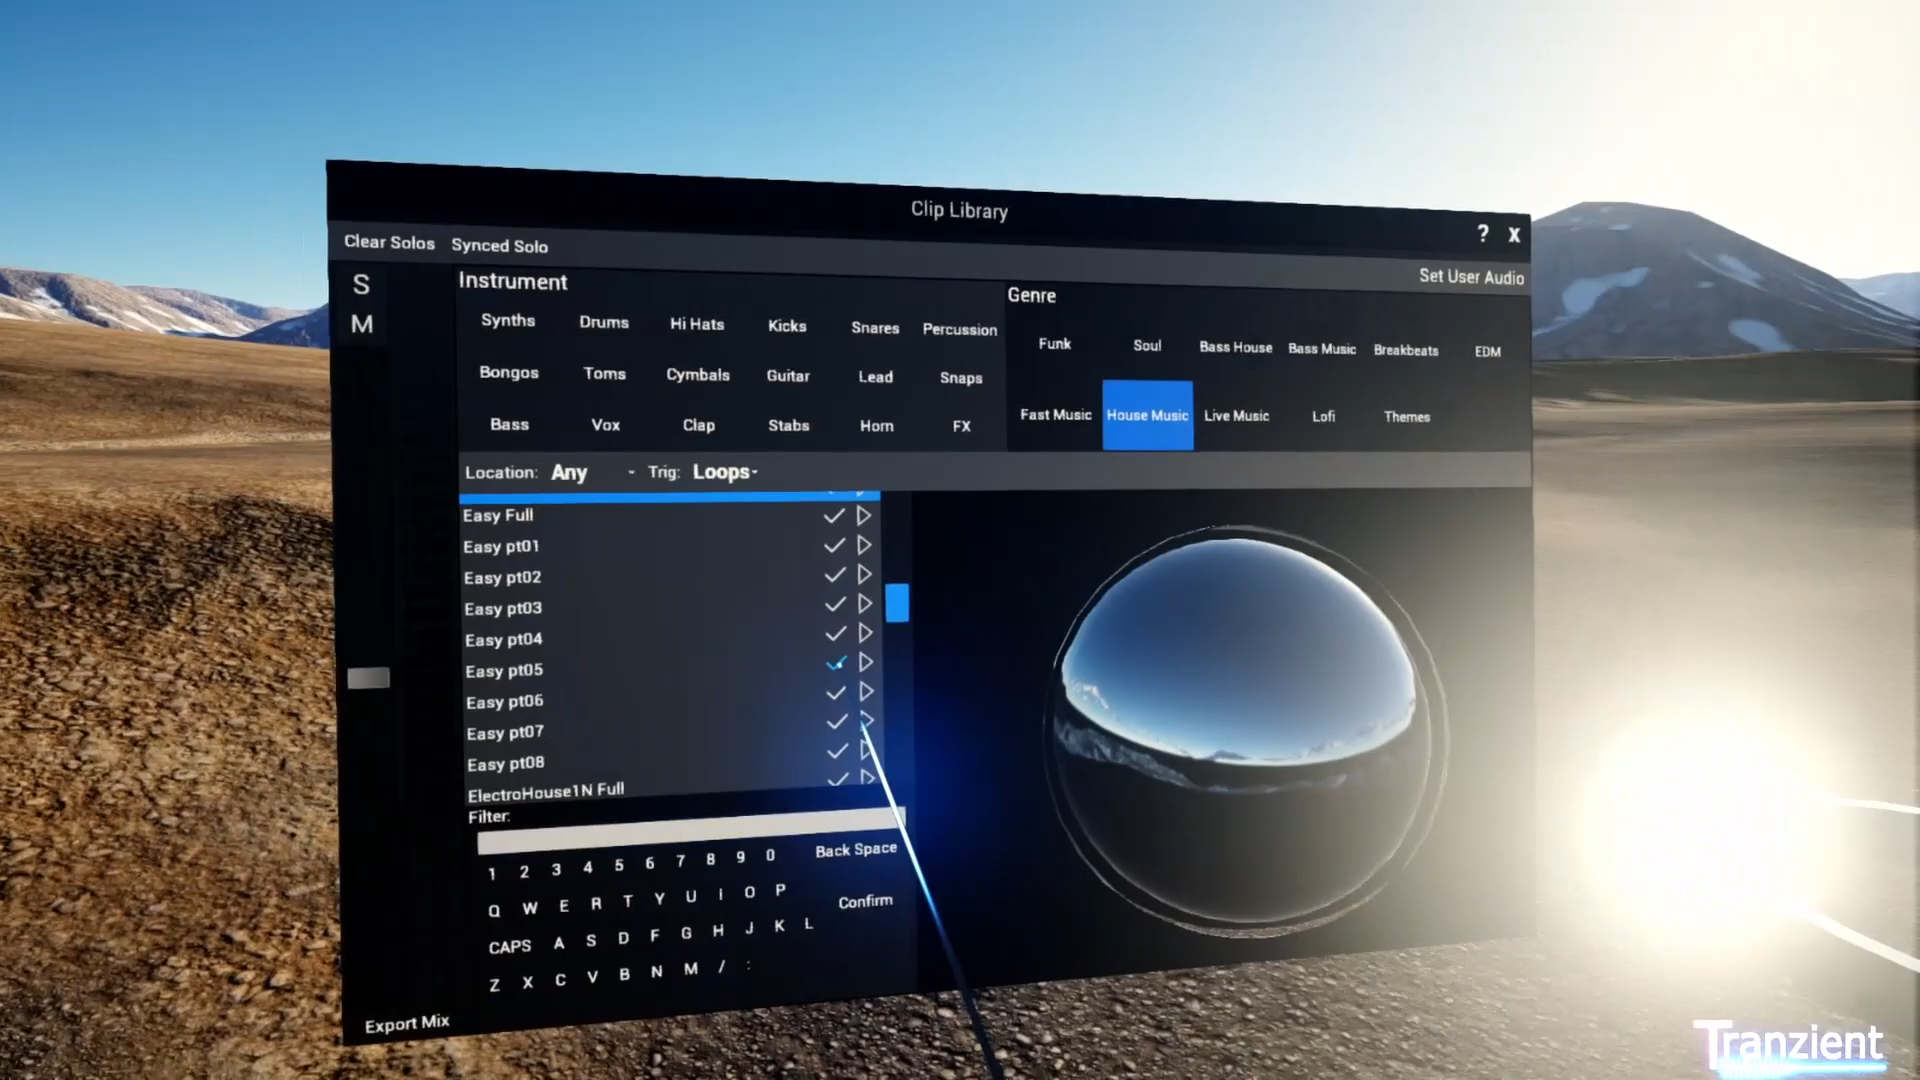 Clip Library
? X
Clear Solos Synced Solo
Set User Audio
S
M
Instrument
Synths Drums Hi Hats Kicks Snares Percussion
Bongos Toms Cymbals Guitar Lead Snaps
Bass Vox Clap Stabs Horn FX
Genre
Funk Soul Bass House Bass Music Breakbeats EDM
Fast Music House Music Live Music Lofi Themes
Location: Any Trig: Loops
Easy Full
Easy pt01
Easy pt02
Easy pt03
Easy pt04
Easy pt05
Easy pt06
Easy pt07
Easy pt08
ElectroHouse1N Full
Filter:
1 2 3 4 5 6 7 8 9 0 Back Space
Q W E R T Y U I O P
Confirm
CAPS A S D F G H J K L
Z X C V B N M / :
Export Mix
Tranzient